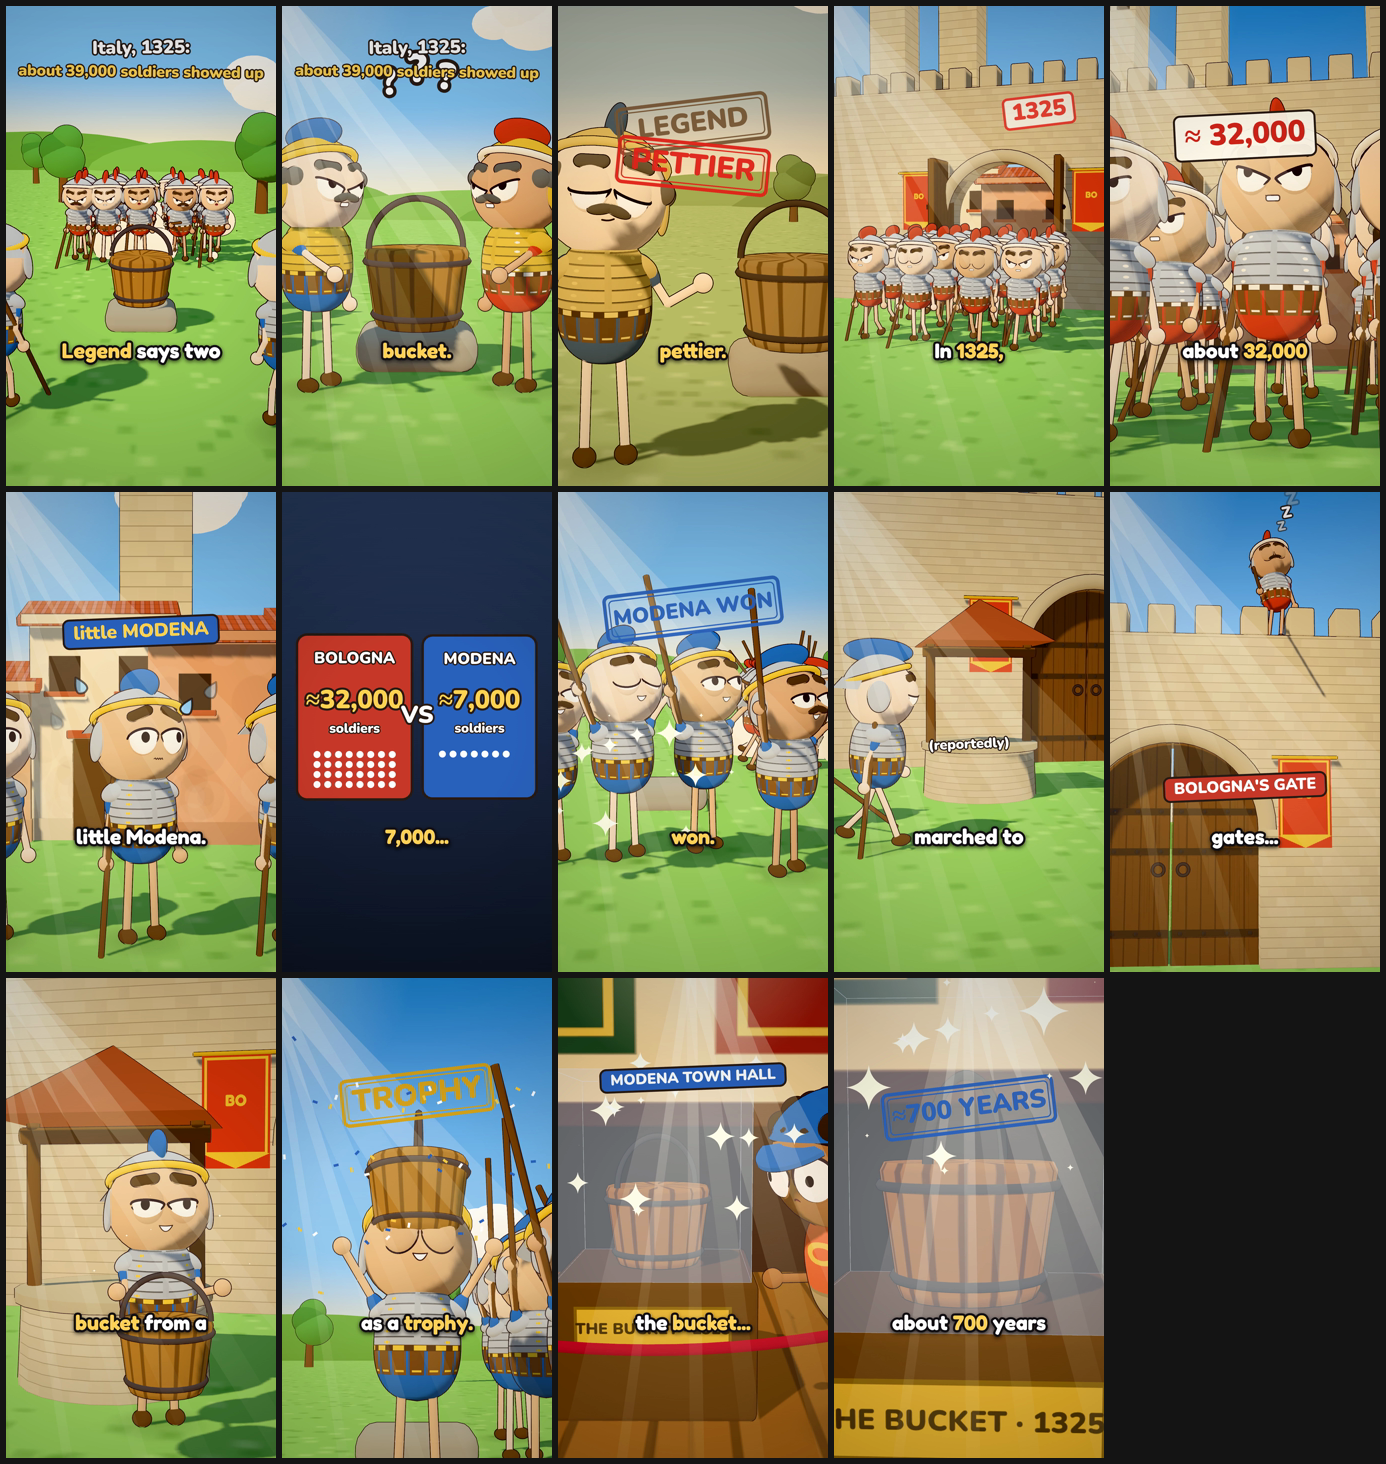 Italy, 1325:
about 39,000 soldiers showed up
Legend says two
Italy, 1325:
about 39,000 soldiers showed up
? ? ?
bucket.
LEGEND
PETTIER
pettier.
1325
BO
BO
In 1325,
≈ 32,000
about 32,000
little MODENA
little Modena.
BOLOGNA
≈32,000
soldiers
VS
MODENA
≈7,000
soldiers
7,000...
MODENA WON
won.
(reportedly)
marched to
z
z
z
BOLOGNA'S GATE
gates...
BO
bucket from a
TROPHY
as a trophy.
MODENA TOWN HALL
THE BU
the bucket...
≈700 YEARS
about 700 years
HE BUCKET · 1325